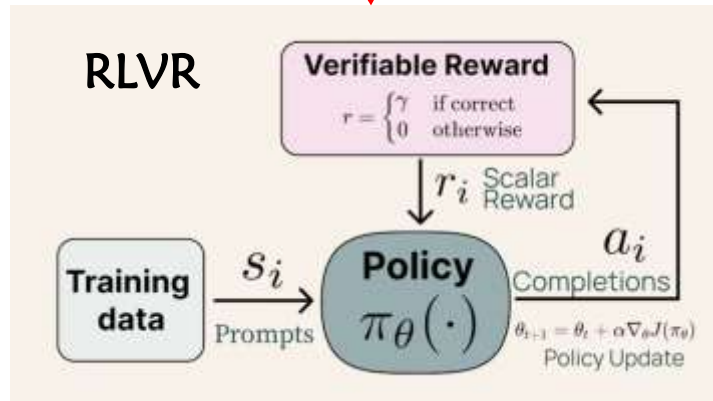 RLVR
Verifiable Reward
r = {γ if correct
0 otherwise
r_i Scalar
Reward
Training
data
s_i
Prompts
Policy
π_θ(·)
a_i
Completions
θ_{t+1} = θ_t + α∇_θJ(π_θ)
Policy Update